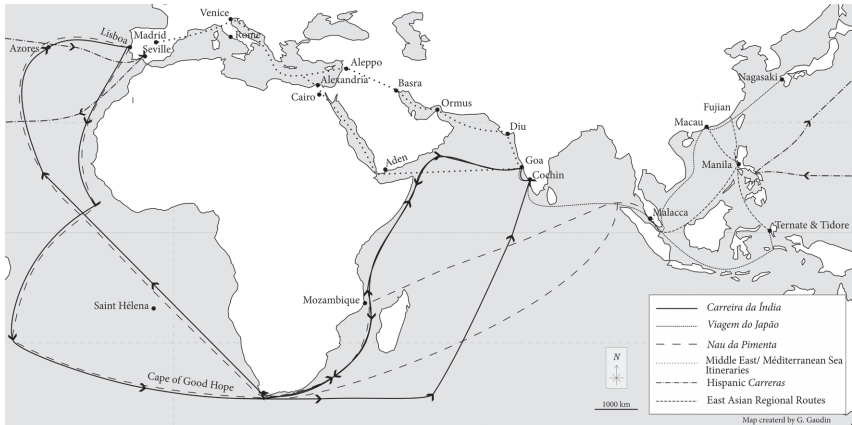 Venice
Lisboa
Madrid
Rome
Azores
Seville
Aleppo
Alexandria
Nagasaki
Basra
Cairo
Ormus
Fujian
Macau
Diu
Aden
Goa
Manila
Cochin
Malacca
Ternate & Tidore
Mozambique
Saint Hélena
Cape of Good Hope
N
1000 km
Carreira da Índia
Viagem do Japão
Nau da Pimenta
Middle East/ Méditerranean Sea
Itineraries
Hispanic Carreras
East Asian Regional Routes
Map createrd by G. Gaudin